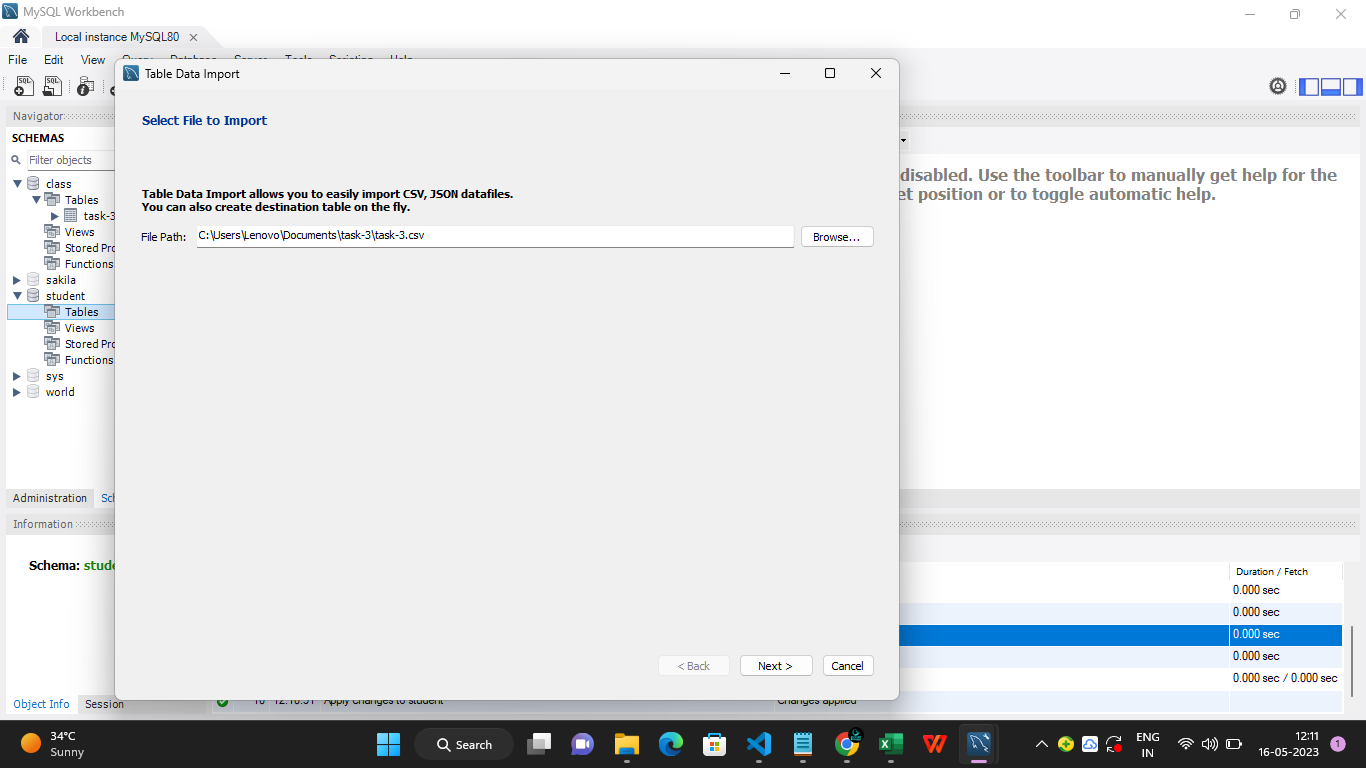 MySQL Workbench
Local instance MySQL80
File Edit View Query Database Server Tools Scripting Help
Table Data Import
Navigator
SCHEMAS
Filter objects
class
Tables
task-3
Views
Stored Pro
Functions
sakila
student
Tables
Views
Stored Pro
Functions
sys
world
Select File to Import
Table Data Import allows you to easily import CSV, JSON datafiles.
You can also create destination table on the fly.
File Path: C:\Users\Lenovo\Documents\task-3\task-3.csv Browse...
disabled. Use the toolbar to manually get help for the
et position or to toggle automatic help.
Administration Sch
Information
Schema: stude
Duration / Fetch
0.000 sec
0.000 sec
0.000 sec
0.000 sec
0.000 sec / 0.000 sec
< Back Next > Cancel
Object Info Session
10 12:10:51 Apply changes to student Changes applied
34°C
Sunny
Search
ENG
IN
12:11
16-05-2023
1